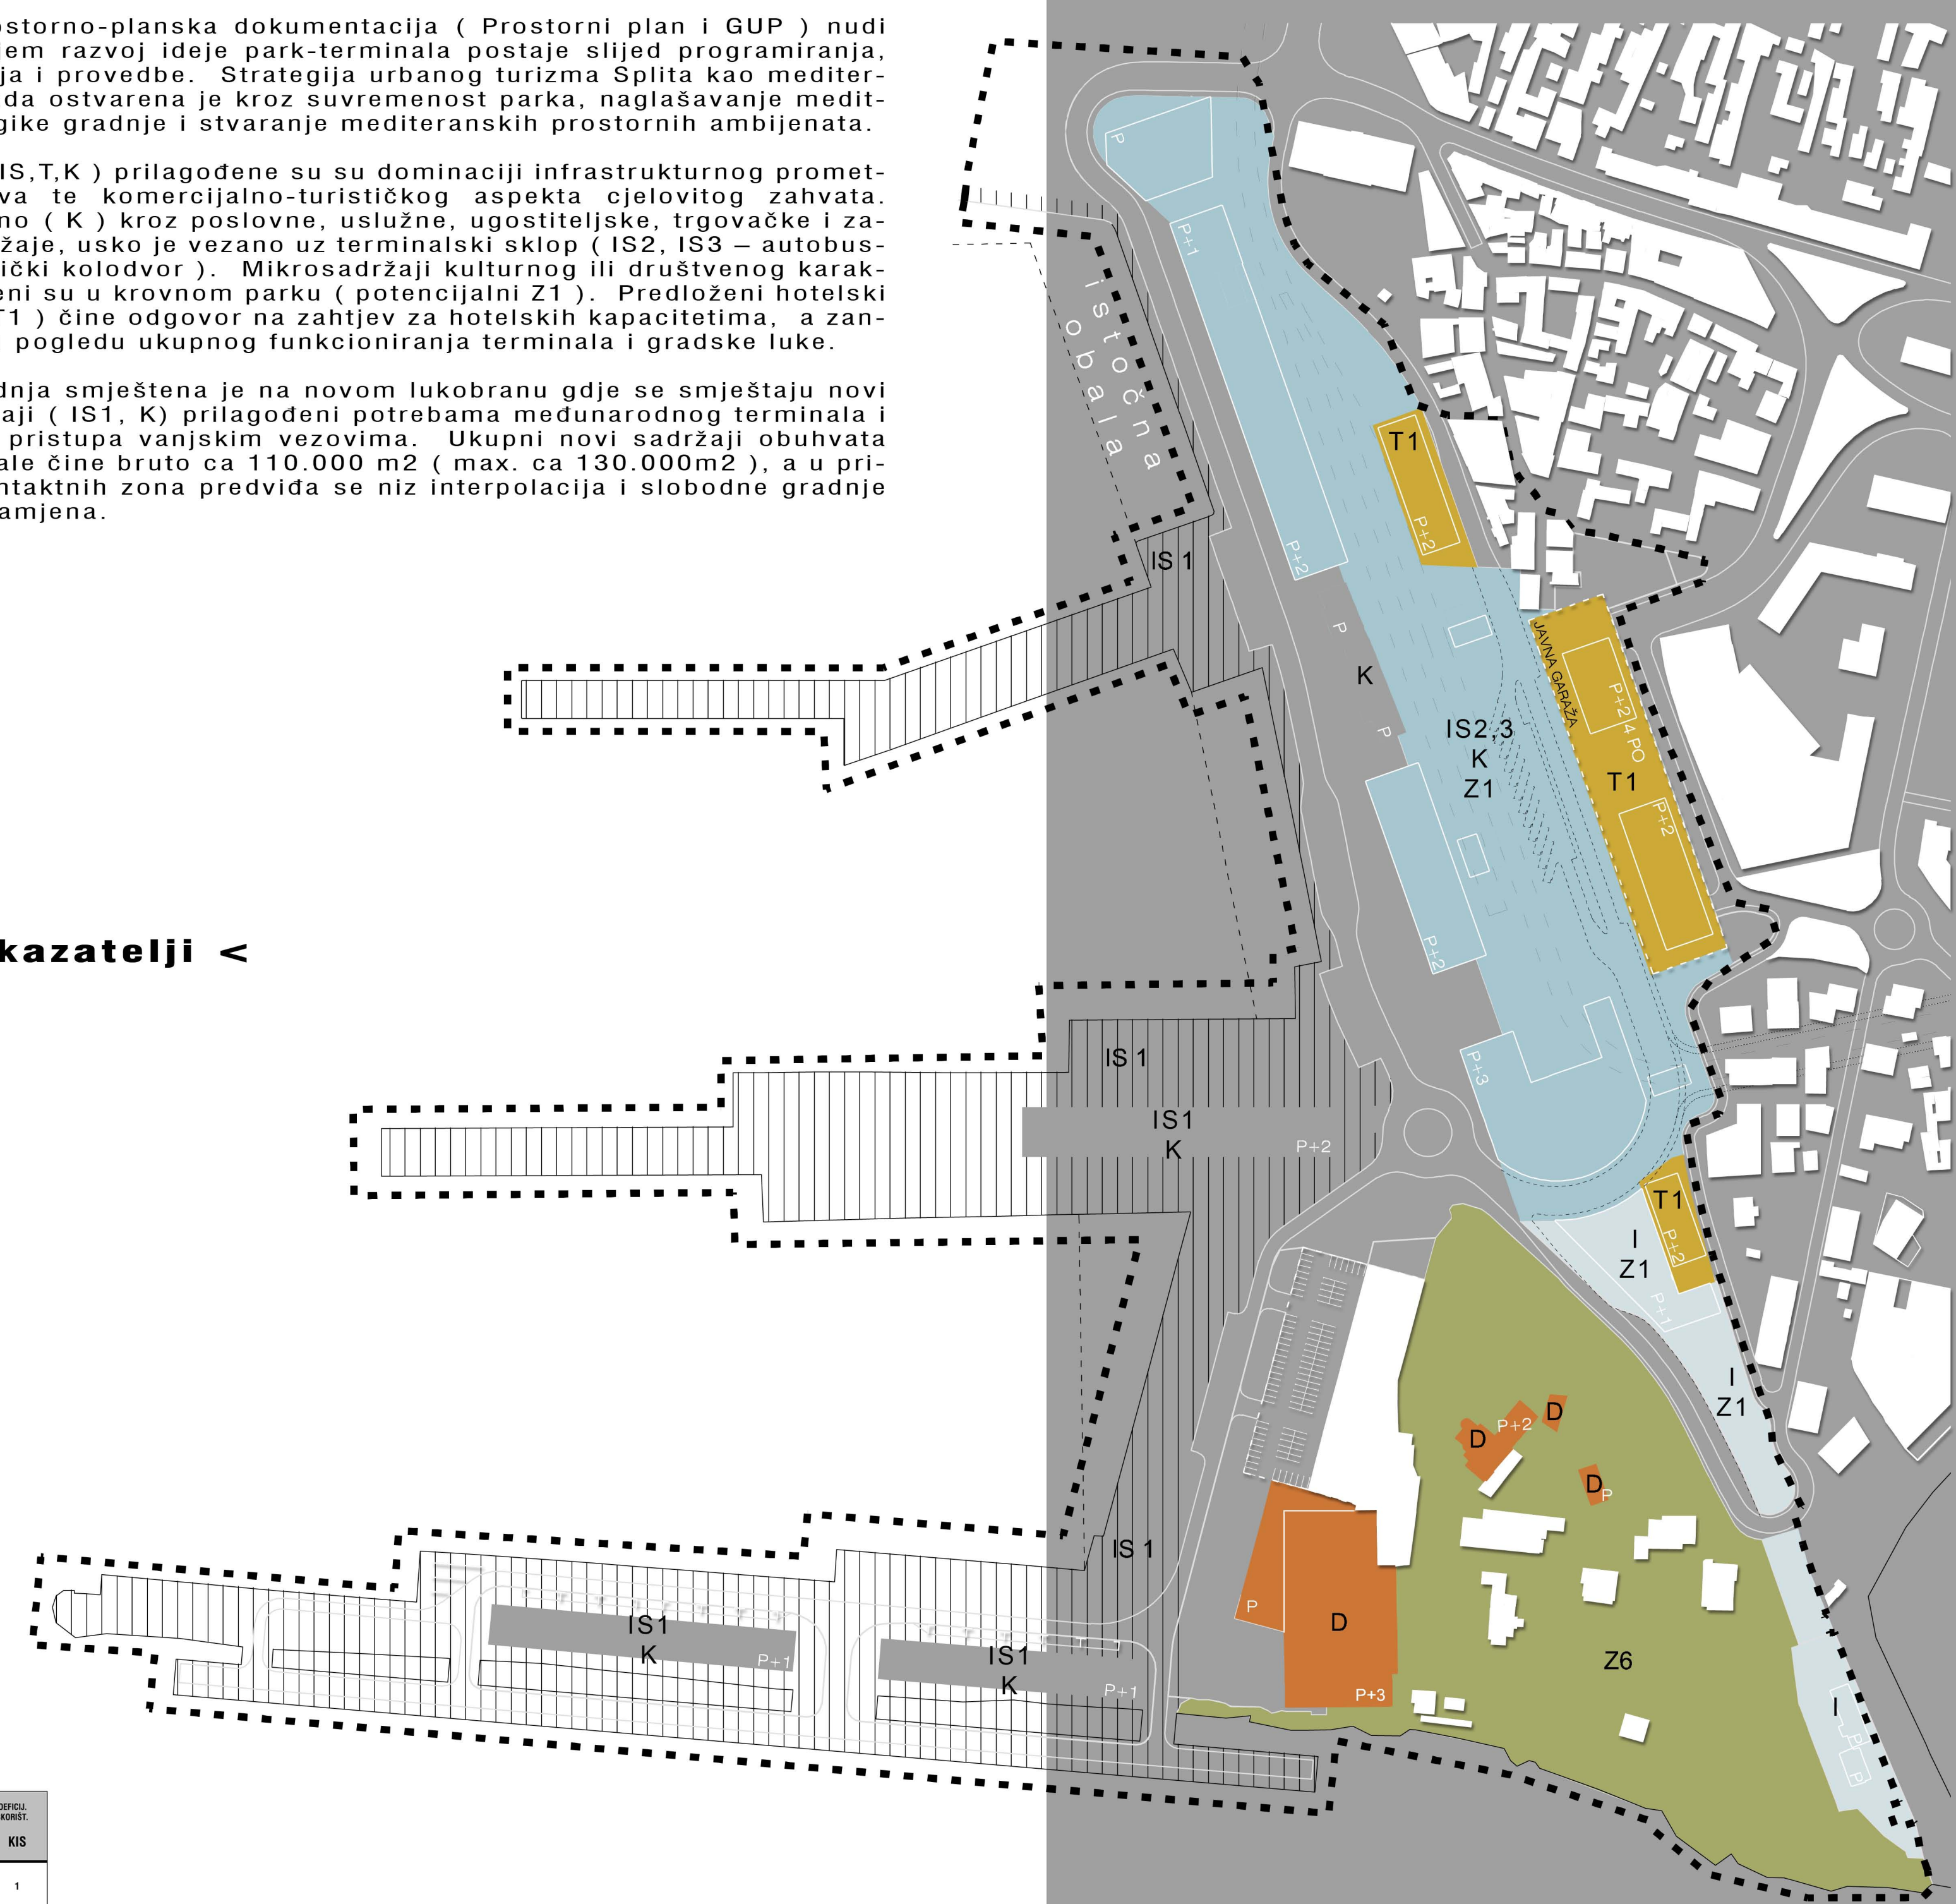 ostorno-planska dokumentacija ( Prostorni plan i GUP ) nudi
jem razvoj ideje park-terminala postaje slijed programiranja,
ja i provedbe. Strategija urbanog turizma Splita kao mediter-
da ostvarena je kroz suvremenost parka, naglašavanje medit-
gike gradnje i stvaranje mediteranskih prostornih ambijenata.
IS,T,K ) prilagođene su su dominaciji infrastrukturnog promet-
va te komercijalno-turističkog aspekta cjelovitog zahvata.
no ( K ) kroz poslovne, uslužne, ugostiteljske, trgovačke i za-
žaje, usko je vezano uz terminalski sklop ( IS2, IS3 – autobus-
ički kolodvor ). Mikrosadržaji kulturnog ili društvenog karak-
eni su u krovnom parku ( potencijalni Z1 ). Predloženi hotelski
T1 ) čine odgovor na zahtjev za hotelskih kapacitetima, a zan-
pogledu ukupnog funkcioniranja terminala i gradske luke.
dnja smještena je na novom lukobranu gdje se smještaju novi
aji ( IS1, K) prilagođeni potrebama međunarodnog terminala i
pristupa vanjskim vezovima. Ukupni novi sadržaji obuhvata
ale čine bruto ca 110.000 m2 ( max. ca 130.000m2 ), a u pri-
ntaktnih zona predviđa se niz interpolacija i slobodne gradnje
amjena.
kazatelji <
P
P+1
istočna
obala
T1
P+2
P+2
IS 1
P
K
P
JAVNA GARAŽA
P+2
4 PO
IS2,3
K
Z1
T1
P+2
P+2
IS 1
P+3
IS1
K
P+2
T1
P+2
I
Z1
P+1
I
Z1
D
P+2
D
D
P
IS 1
P
D
P+3
IS1
K
P+1
IS1
K
P+1
Z6
I
P
P
KORIŠT.
KIS
1